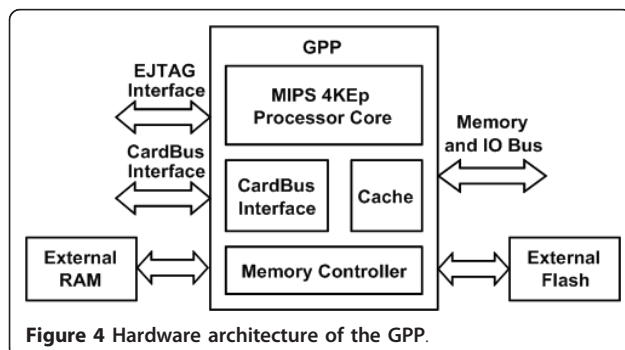 GPP
EJTAG
Interface
MIPS 4KEp
Processor Core
Memory
and IO Bus
CardBus
Interface
CardBus
Interface
Cache
External
RAM
Memory Controller
External
Flash
Figure 4 Hardware architecture of the GPP.